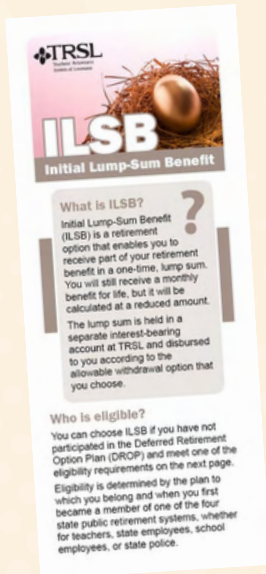 TRSL
Teachers' Retirement
System of Louisiana
ILSB
Initial Lump-Sum Benefit
What is ILSB?
?
Initial Lump-Sum Benefit
(ILSB) is a retirement
option that enables you to
receive part of your retirement
benefit in a one-time, lump sum.
You will still receive a monthly
benefit for life, but it will be
calculated at a reduced amount.
The lump sum is held in a
separate interest-bearing
account at TRSL and disbursed
to you according to the
allowable withdrawal option that
you choose.
Who is eligible?
You can choose ILSB if you have not
participated in the Deferred Retirement
Option Plan (DROP) and meet one of the
eligibility requirements on the next page.
Eligibility is determined by the plan to
which you belong and when you first
became a member of one of the four
state public retirement systems, whether
for teachers, state employees, school
employees, or state police.